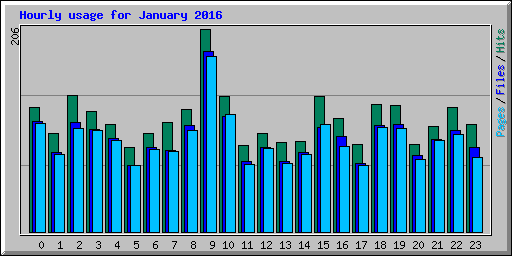 Hourly usage for January 2016
206
Pages/Files/Hits
0 1 2 3 4 5 6 7 8 9 10 11 12 13 14 15 16 17 18 19 20 21 22 23